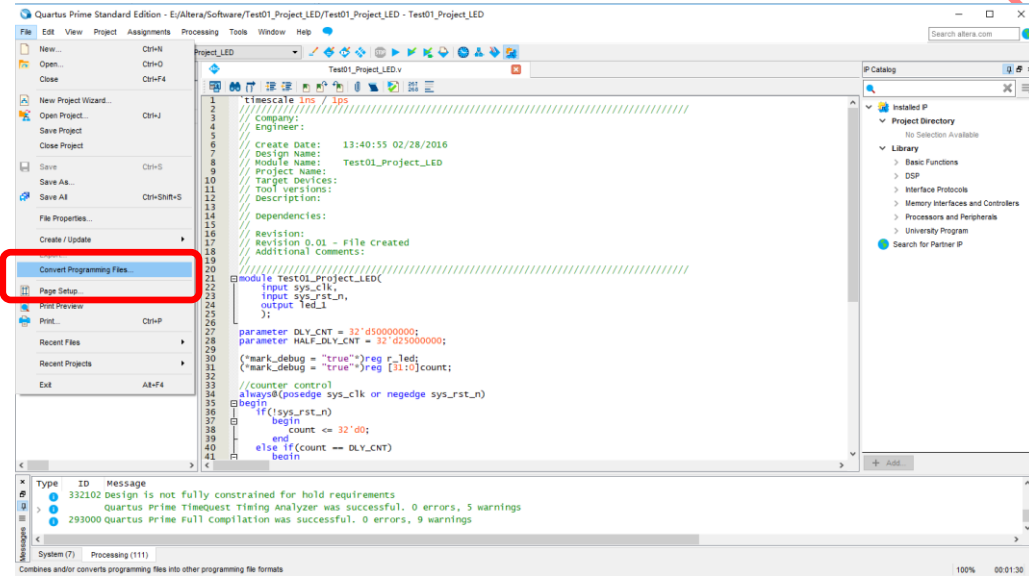 Quartus Prime Standard Edition - E:/Altera/Software/Test01_Project_LED/Test01_Project_LED - Test01_Project_LED
File Edit View Project Assignments Processing Tools Window Help
Search altera.com
New... Ctrl+N
Open... Ctrl+O
Close Ctrl+F4
New Project Wizard...
Open Project... Ctrl+J
Save Project
Close Project
Save Ctrl+S
Save As...
Save All Ctrl+Shift+S
File Properties...
Create / Update
Convert Programming Files...
Page Setup...
Print Preview
Print... Ctrl+P
Recent Files
Recent Projects
Exit Alt+F4
Project_LED
Test01_Project_LED.v
267
268
1 `timescale 1ns / 1ps
2 //////////////////////////////////////////////////////////////////////////////////
3 // Company:
4 // Engineer:
5 //
6 // Create Date: 13:40:55 02/28/2016
7 // Design Name:
8 // Module Name: Test01_Project_LED
9 // Project Name:
10 // Target Devices:
11 // Tool versions:
12 // Description:
13 //
14 // Dependencies:
15 //
16 // Revision:
17 // Revision 0.01 - File Created
18 // Additional Comments:
19 //
20 //////////////////////////////////////////////////////////////////////////////////
21 module Test01_Project_LED(
22 input sys_clk,
23 input sys_rst_n,
24 output led_1
25 );
26
27 parameter DLY_CNT = 32'd50000000;
28 parameter HALF_DLY_CNT = 32'd25000000;
29
30 (*mark_debug = "true"*)reg r_led;
31 (*mark_debug = "true"*)reg [31:0]count;
32
33 //counter control
34 always@(posedge sys_clk or negedge sys_rst_n)
35 begin
36 if(!sys_rst_n)
37 begin
38 count <= 32'd0;
39 end
40 else if(count == DLY_CNT)
41 begin
IP Catalog
Installed IP
Project Directory
No Selection Available
Library
Basic Functions
DSP
Interface Protocols
Memory Interfaces and Controllers
Processors and Peripherals
University Program
Search for Partner IP
+ Add...
Messages
Type ID Message
332102 Design is not fully constrained for hold requirements
Quartus Prime TimeQuest Timing Analyzer was successful. 0 errors, 5 warnings
293000 Quartus Prime Full Compilation was successful. 0 errors, 9 warnings
System (7) Processing (111)
Combines and/or converts programming files into other programming file formats
100% 00:01:30